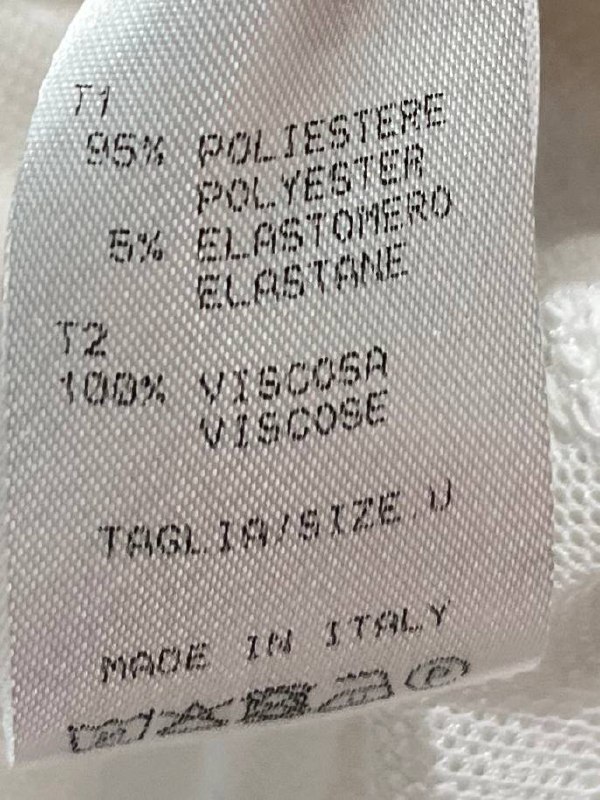 T1
95% POLIESTERE
POLYESTER
5% ELASTOMERO
ELASTANE
T2
100% VISCOSA
VISCOSE
TAGLIA/SIZE.U
MADE IN ITALY
P